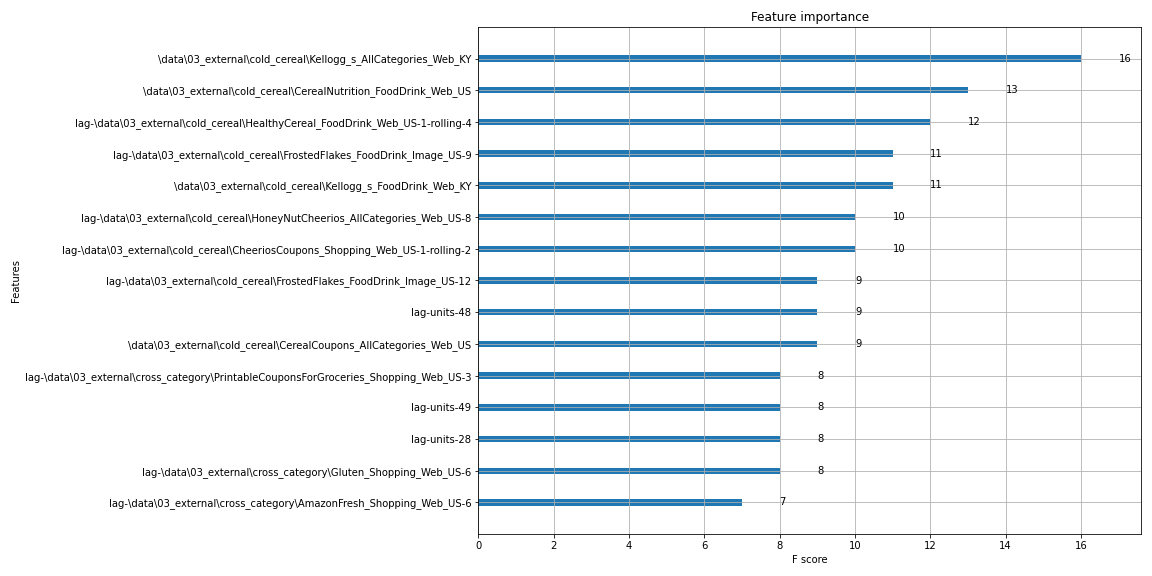 Feature importance
\data\03_external\cold_cereal\Kellogg_s_AllCategories_Web_KY 16
\data\03_external\cold_cereal\CerealNutrition_FoodDrink_Web_US 13
lag-\data\03_external\cold_cereal\HealthyCereal_FoodDrink_Web_US-1-rolling-4 12
lag-\data\03_external\cold_cereal\FrostedFlakes_FoodDrink_Image_US-9 11
\data\03_external\cold_cereal\Kellogg_s_FoodDrink_Web_KY 11
lag-\data\03_external\cold_cereal\HoneyNutCheerios_AllCategories_Web_US-8 10
lag-\data\03_external\cold_cereal\CheeriosCoupons_Shopping_Web_US-1-rolling-2 10
lag-\data\03_external\cold_cereal\FrostedFlakes_FoodDrink_Image_US-12 9
lag-units-48 9
\data\03_external\cold_cereal\CerealCoupons_AllCategories_Web_US 9
lag-\data\03_external\cross_category\PrintableCouponsForGroceries_Shopping_Web_US-3 8
lag-units-49 8
lag-units-28 8
lag-\data\03_external\cross_category\Gluten_Shopping_Web_US-6 8
lag-\data\03_external\cross_category\AmazonFresh_Shopping_Web_US-6 7
Features
0 2 4 6 8 10 12 14 16
F score